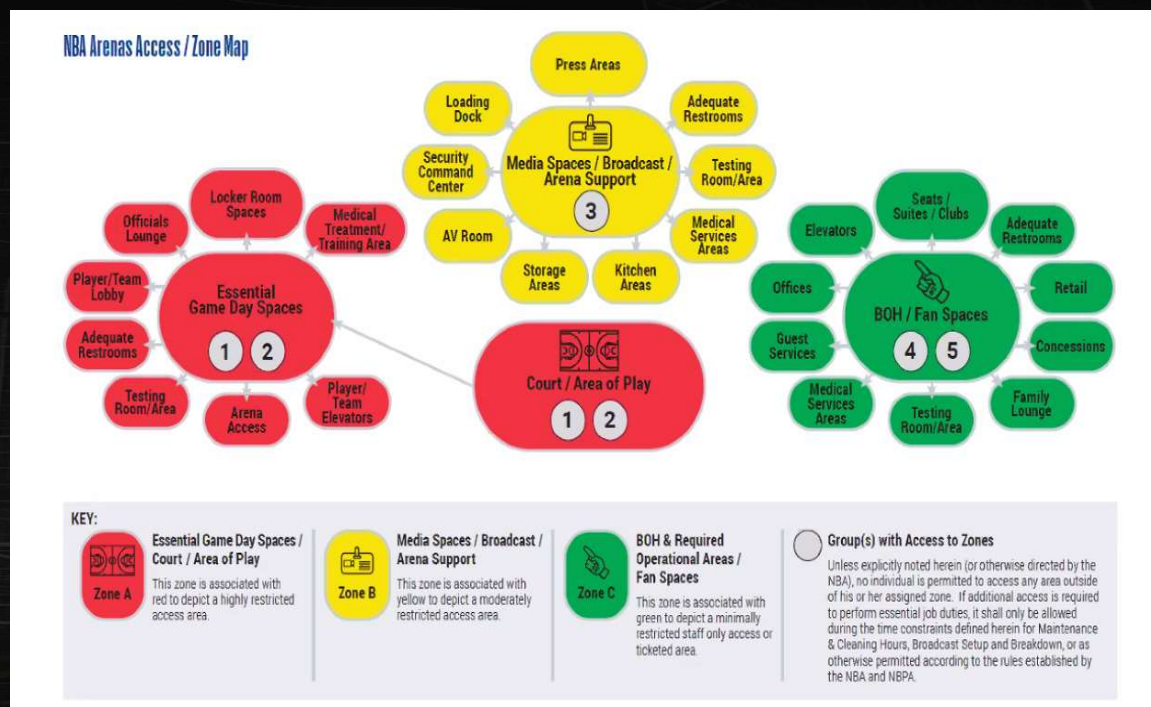 NBA Arenas Access / Zone Map
Press Areas
Loading
Dock
Adequate
Restrooms
Security
Command
Center
Media Spaces / Broadcast /
Arena Support
3
Testing
Room/Area
AV Room
Medical
Services
Areas
Storage
Areas
Kitchen
Areas
Locker Room
Spaces
Officials
Lounge
Medical
Treatment/
Training Area
Player/Team
Lobby
Essential
Game Day Spaces
1 2
Adequate
Restrooms
Testing
Room/Area
Arena
Access
Player/
Team
Elevators
Court / Area of Play
1 2
Seats /
Suites / Clubs
Elevators
Adequate
Restrooms
Offices
BOH / Fan Spaces
4 5
Retail
Guest
Services
Concessions
Medical
Services
Areas
Testing
Room/Area
Family
Lounge
KEY:
Zone A
Essential Game Day Spaces /
Court / Area of Play
This zone is associated with
red to depict a highly restricted
access area.
Zone B
Media Spaces / Broadcast /
Arena Support
This zone is associated with
yellow to depict a moderately
restricted access area.
Zone C
BOH & Required
Operational Areas /
Fan Spaces
This zone is associated with
green to depict a minimally
restricted staff only access or
ticketed area.
Group(s) with Access to Zones
Unless explicitly noted herein (or otherwise directed by the
NBA), no individual is permitted to access any area outside
of his or her assigned zone. If additional access is required
to perform essential job duties, it shall only be allowed
during the time constraints defined herein for Maintenance
& Cleaning Hours, Broadcast Setup and Breakdown, or as
otherwise permitted according to the rules established by
the NBA and NBPA.